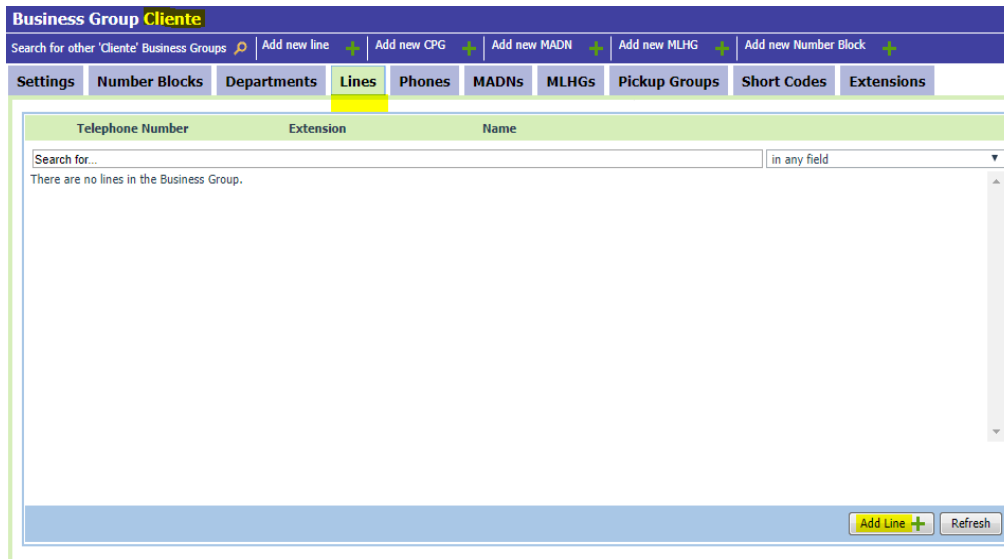 Business Group Cliente
Search for other 'Cliente' Business Groups Add new line Add new CPG Add new MADN Add new MLHG Add new Number Block
Settings Number Blocks Departments Lines Phones MADNs MLHGs Pickup Groups Short Codes Extensions
Telephone Number Extension Name
Search for... in any field
There are no lines in the Business Group.
Add Line Refresh